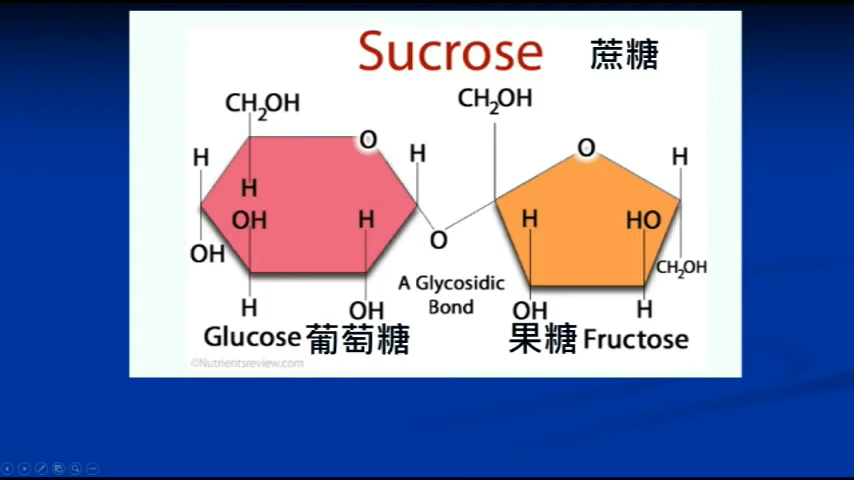 Sucrose 蔗糖
CH₂OH
CH₂OH
O
O
H
H
H
H
OH
H
H
HO
O
OH
CH₂OH
A Glycosidic
Bond
H
OH
OH
H
Glucose 葡萄糖
果糖 Fructose
©Nutrientsreview.com